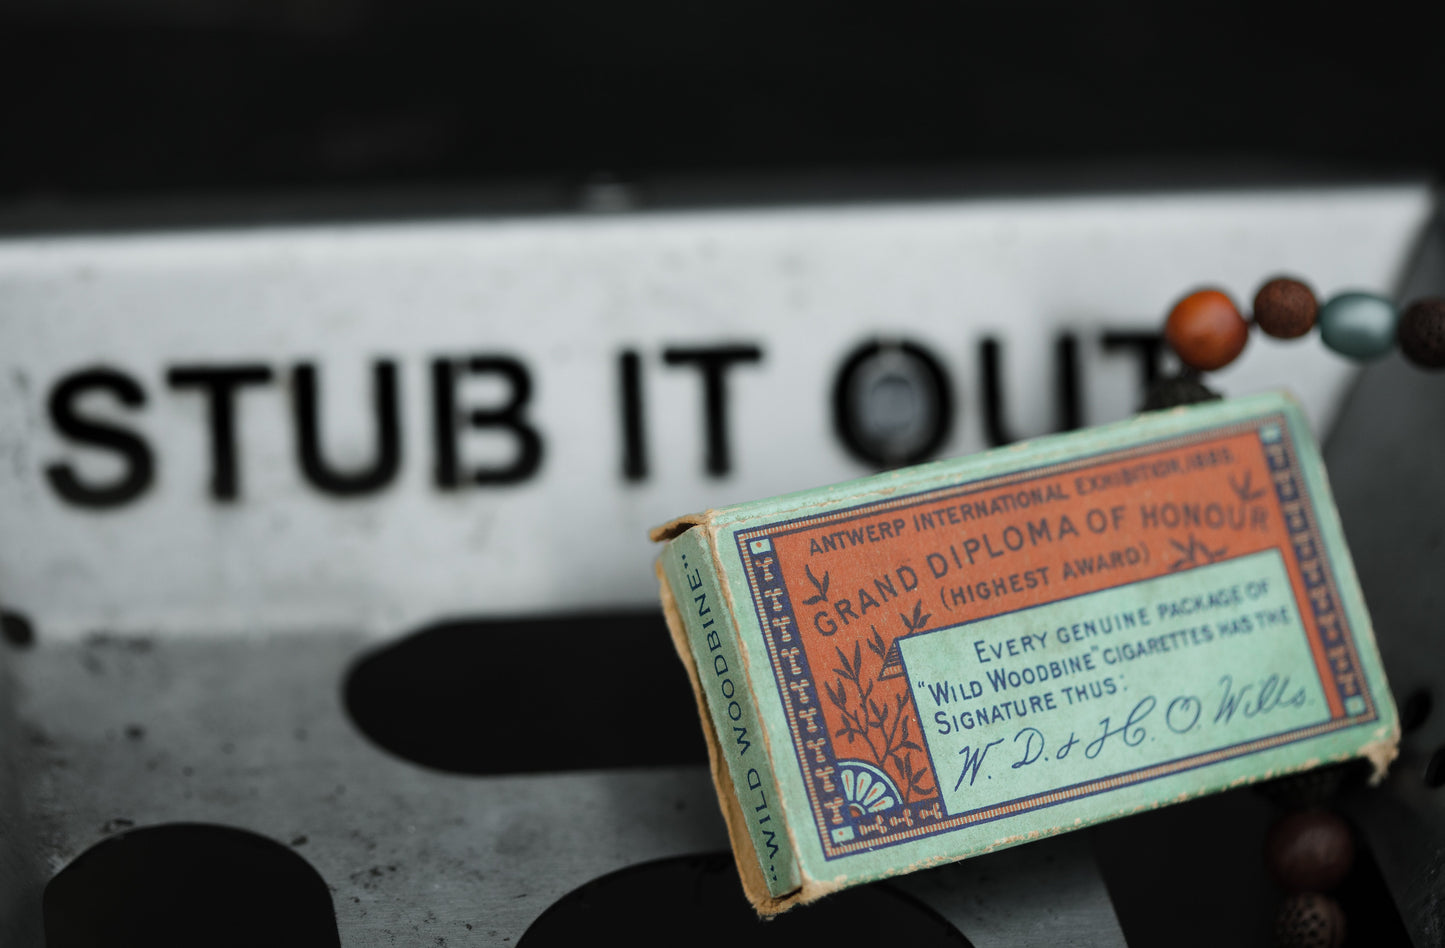 STUB IT OUT
ANTWERP INTERNATIONAL EXHIBITION, 1885.
GRAND DIPLOMA OF HONOUR
(HIGHEST AWARD)
EVERY GENUINE PACKAGE OF
"WILD WOODBINE" CIGARETTES HAS THE
SIGNATURE THUS:
W. D. & H. O. Wills.
"WILD WOODBINE"